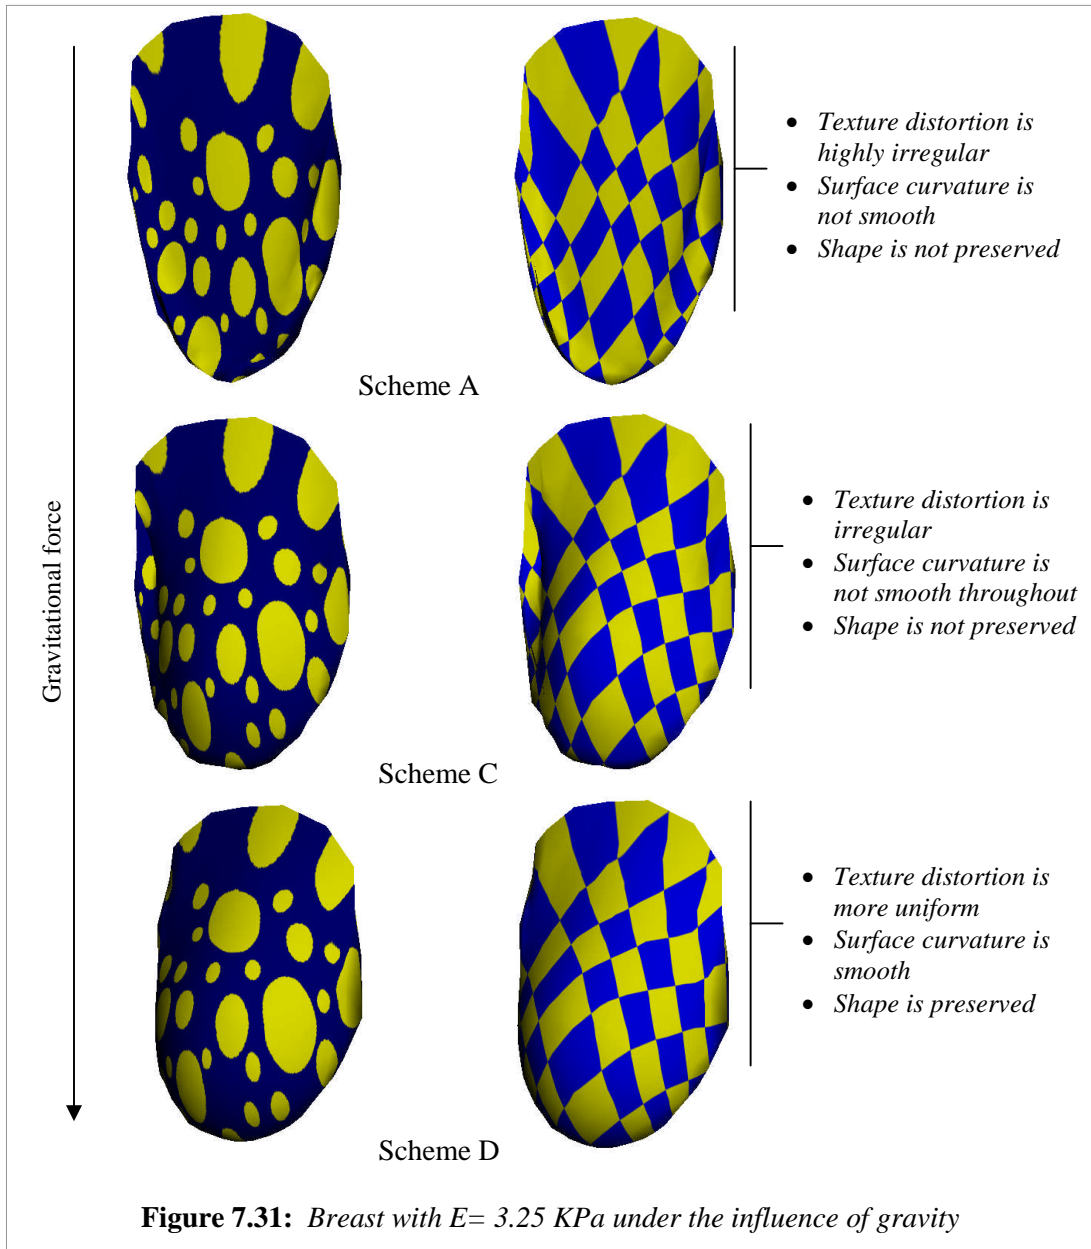 • Texture distortion is
highly irregular
• Surface curvature is
not smooth
• Shape is not preserved
Scheme A
Gravitational force
• Texture distortion is
irregular
• Surface curvature is
not smooth throughout
• Shape is not preserved
Scheme C
• Texture distortion is
more uniform
• Surface curvature is
smooth
• Shape is preserved
Scheme D
Figure 7.31: Breast with E= 3.25 KPa under the influence of gravity